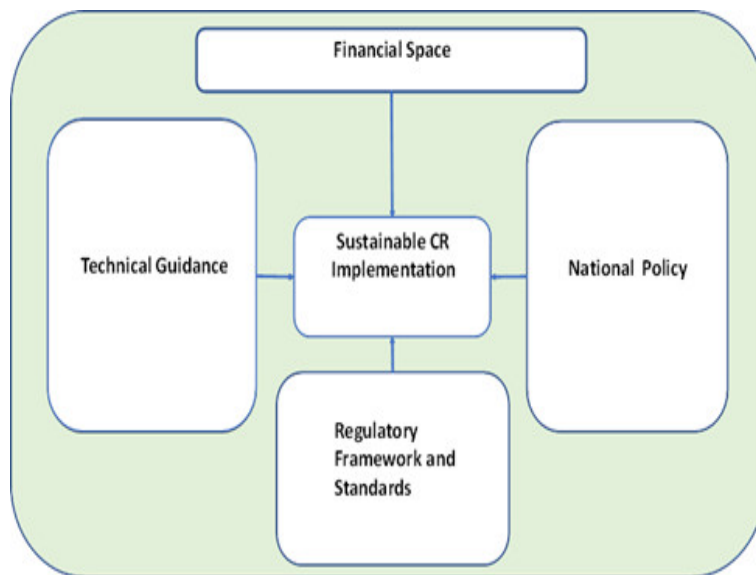 Financial Space
Technical Guidance
Sustainable CR
Implementation
National Policy
Regulatory
Framework and
Standards